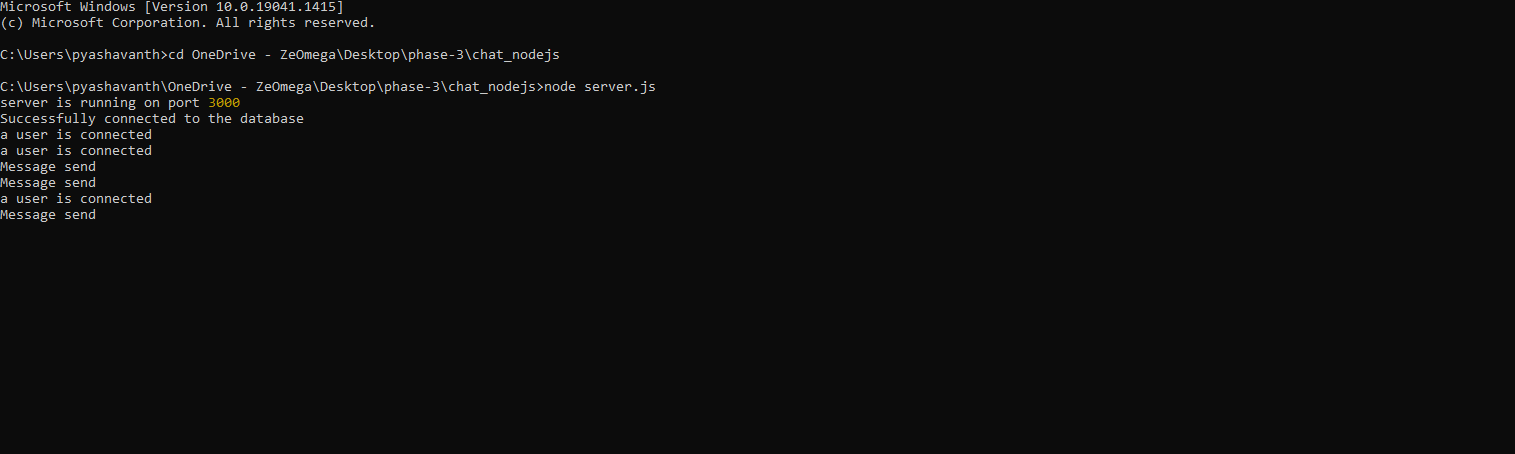 Microsoft Windows [Version 10.0.19041.1415]
(c) Microsoft Corporation. All rights reserved.
C:\Users\pyashavanth>cd OneDrive - ZeOmega\Desktop\phase-3\chat_nodejs
C:\Users\pyashavanth\OneDrive - ZeOmega\Desktop\phase-3\chat_nodejs>node server.js
server is running on port 3000
Successfully connected to the database
a user is connected
a user is connected
Message send
Message send
a user is connected
Message send